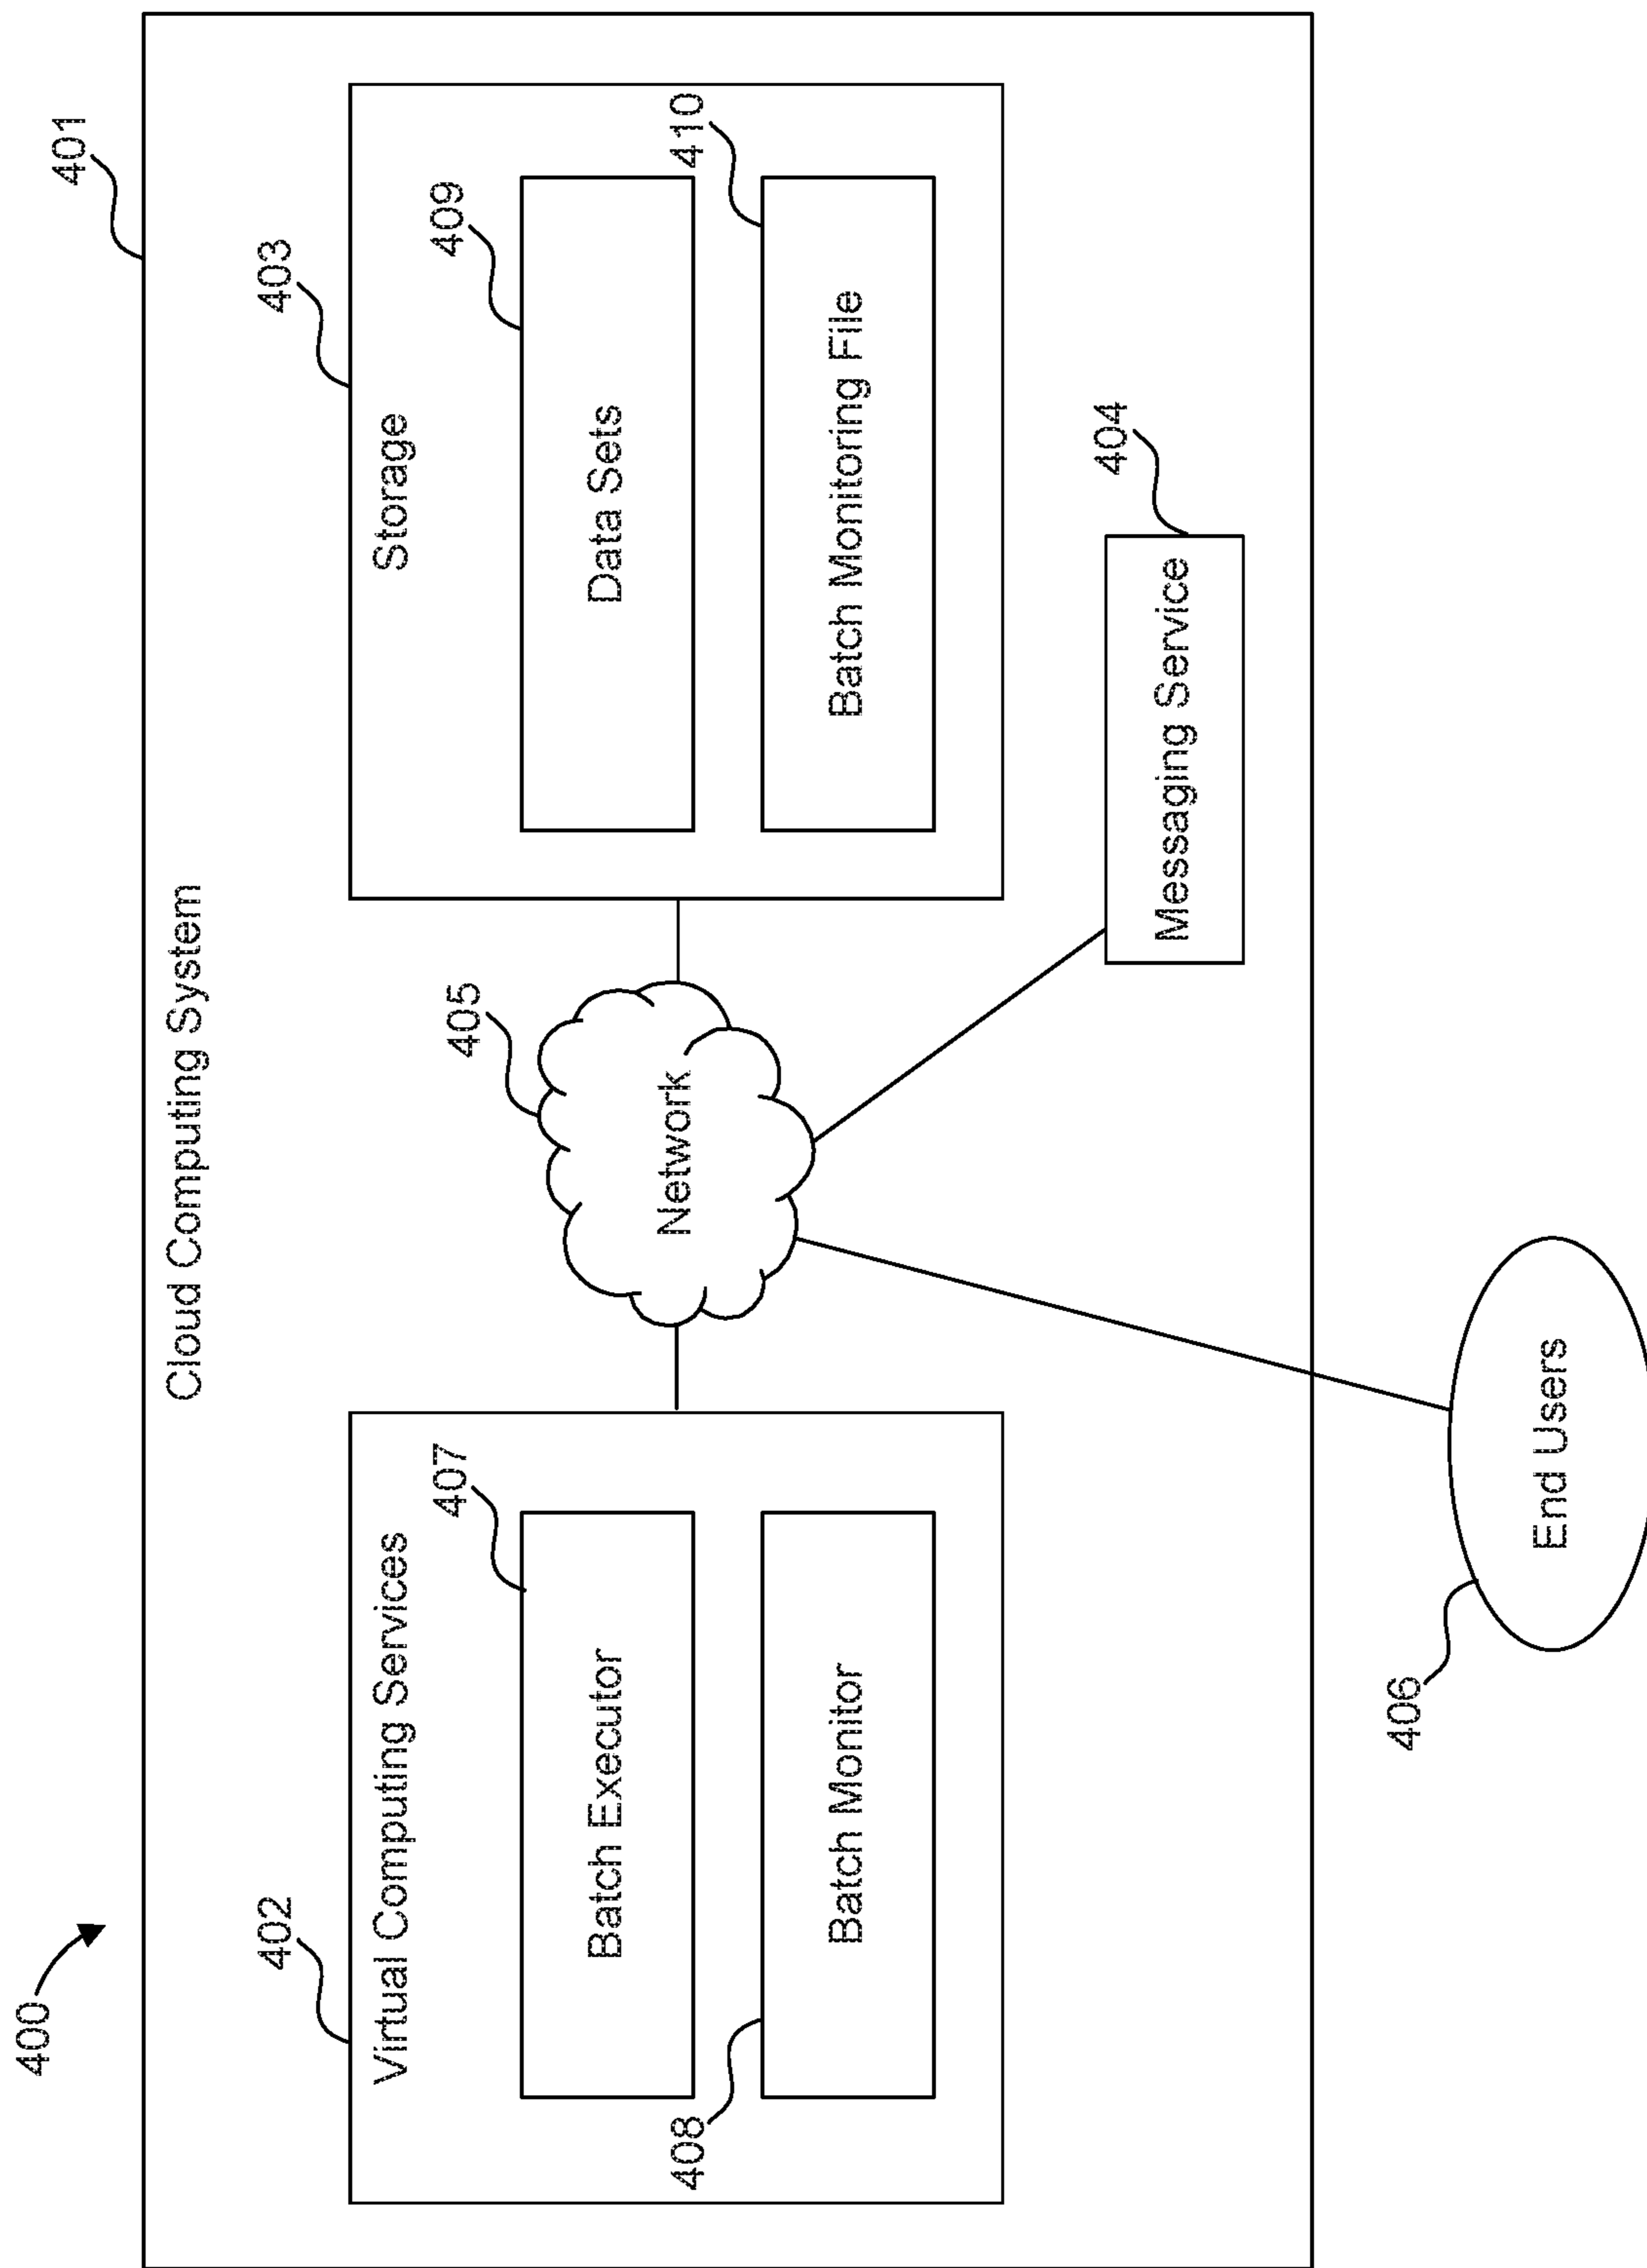 400
401
Cloud Computing System
402
403
Virtual Computing Services
Storage
405
407
409
Batch Executor
Network
Data Sets
408
410
Batch Monitor
Batch Monitoring File
404
Messaging Service
406
End Users